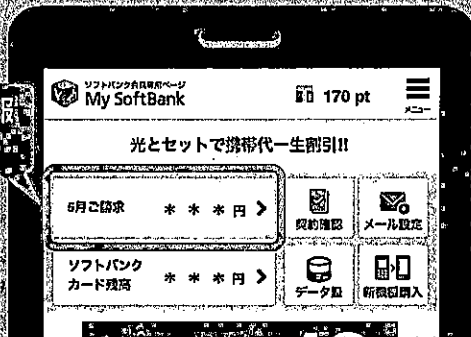 ソフトバンク会員専用ページ
My SoftBank
170 pt
メニュー
光とセットで携帯代一生割引!!
5月ご請求
* * * 円
契約確認
メール設定
ソフトバンク
カード残高
* * * 円
データ量
新規機種購入